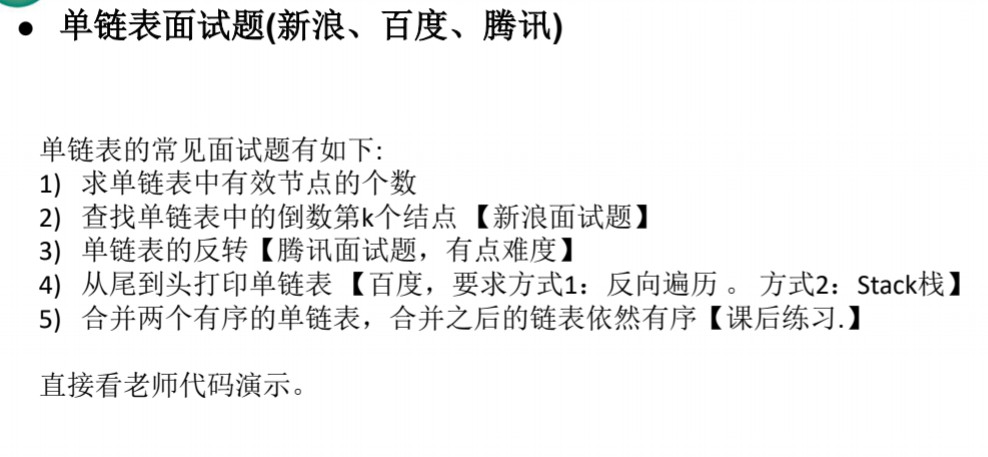 ● 单链表面试题(新浪、百度、腾讯)
单链表的常见面试题有如下:
1) 求单链表中有效节点的个数
2) 查找单链表中的倒数第k个结点 【新浪面试题】
3) 单链表的反转【腾讯面试题，有点难度】
4) 从尾到头打印单链表 【百度，要求方式1：反向遍历 。 方式2：Stack栈】
5) 合并两个有序的单链表，合并之后的链表依然有序【课后练习.】
直接看老师代码演示。